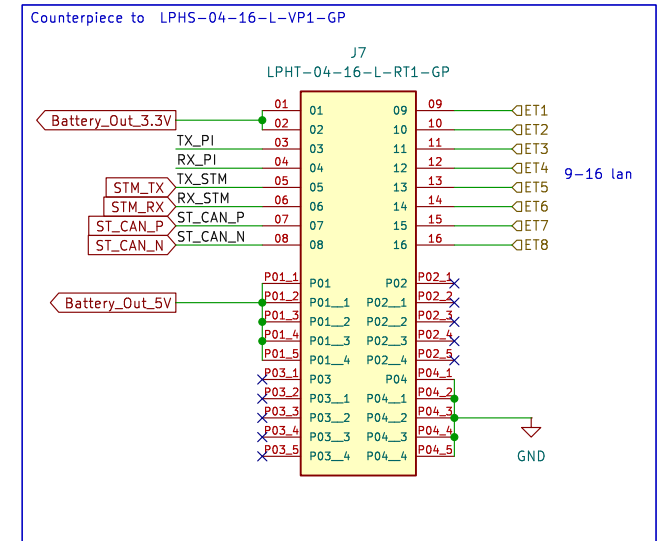 Counterpiece to  LPHS-04-16-L-VP1-GP
J7
LPHT-04-16-L-RT1-GP
Battery_Out_3.3V 01 01 09 09 ET1
02 02 10 10 ET2
TX_PI 03 03 11 11 ET3
RX_PI 04 04 12 12 ET4
9-16 lan
STM_TX TX_STM 05 05 13 13 ET5
STM_RX RX_STM 06 06 14 14 ET6
ST_CAN_P ST_CAN_P 07 07 15 15 ET7
ST_CAN_N ST_CAN_N 08 08 16 16 ET8
P01_1 P01 P02 P02_1
Battery_Out_5V P01_2 P01__1 P02__1 P02_2
P01_3 P01__2 P02__2 P02_3
P01_4 P01__3 P02__3 P02_4
P01_5 P01__4 P02__4 P02_5
P03_1 P03 P04 P04_1
P03_2 P03__1 P04__1 P04_2
P03_3 P03__2 P04__2 P04_3
P03_4 P03__3 P04__3 P04_4
P03_5 P03__4 P04__4 P04_5
GND